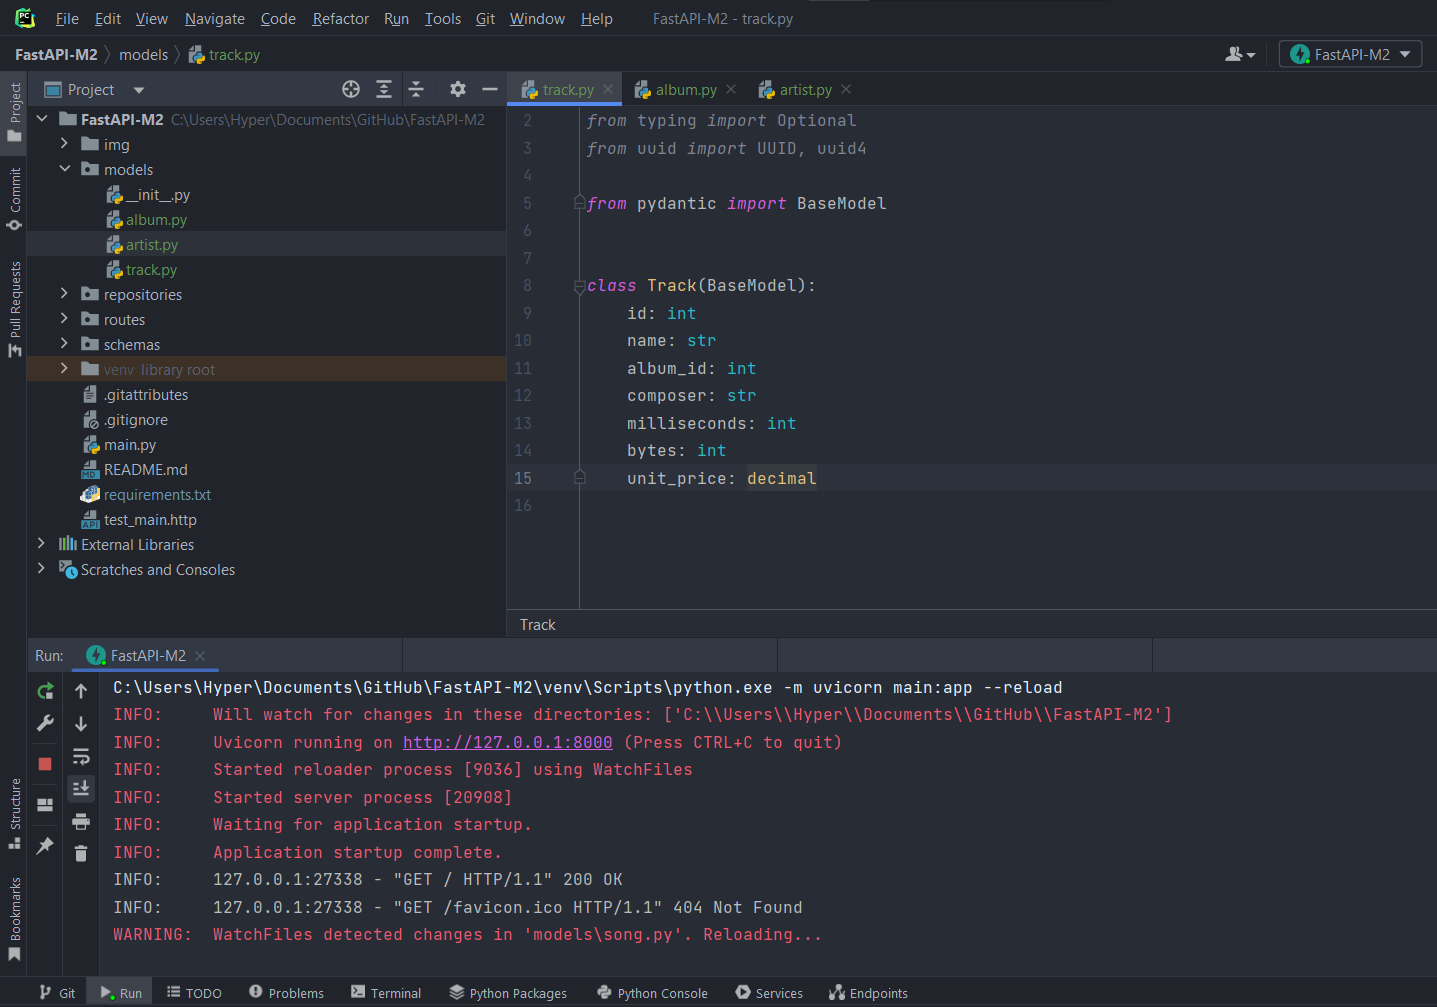 PC File Edit View Navigate Code Refactor Run Tools Git Window Help FastAPI-M2 - track.py
FastAPI-M2 models track.py FastAPI-M2
Project
Commit
Pull Requests
Structure
Bookmarks
Project
FastAPI-M2 C:\Users\Hyper\Documents\GitHub\FastAPI-M2
img
models
__init__.py
album.py
artist.py
track.py
repositories
routes
schemas
venv library root
.gitattributes
.gitignore
main.py
README.md
requirements.txt
test_main.http
External Libraries
Scratches and Consoles
track.py album.py artist.py
2 from typing import Optional
3 from uuid import UUID, uuid4
4
5 from pydantic import BaseModel
6
7
8 class Track(BaseModel):
9 id: int
10 name: str
11 album_id: int
12 composer: str
13 milliseconds: int
14 bytes: int
15 unit_price: decimal
16
Track
Run: FastAPI-M2
C:\Users\Hyper\Documents\GitHub\FastAPI-M2\venv\Scripts\python.exe -m uvicorn main:app --reload
INFO: Will watch for changes in these directories: ['C:\\Users\\Hyper\\Documents\\GitHub\\FastAPI-M2']
INFO: Uvicorn running on http://127.0.0.1:8000 (Press CTRL+C to quit)
INFO: Started reloader process [9036] using WatchFiles
INFO: Started server process [20908]
INFO: Waiting for application startup.
INFO: Application startup complete.
INFO: 127.0.0.1:27338 - "GET / HTTP/1.1" 200 OK
INFO: 127.0.0.1:27338 - "GET /favicon.ico HTTP/1.1" 404 Not Found
WARNING: WatchFiles detected changes in 'models\song.py'. Reloading...
Git Run TODO Problems Terminal Python Packages Python Console Services Endpoints